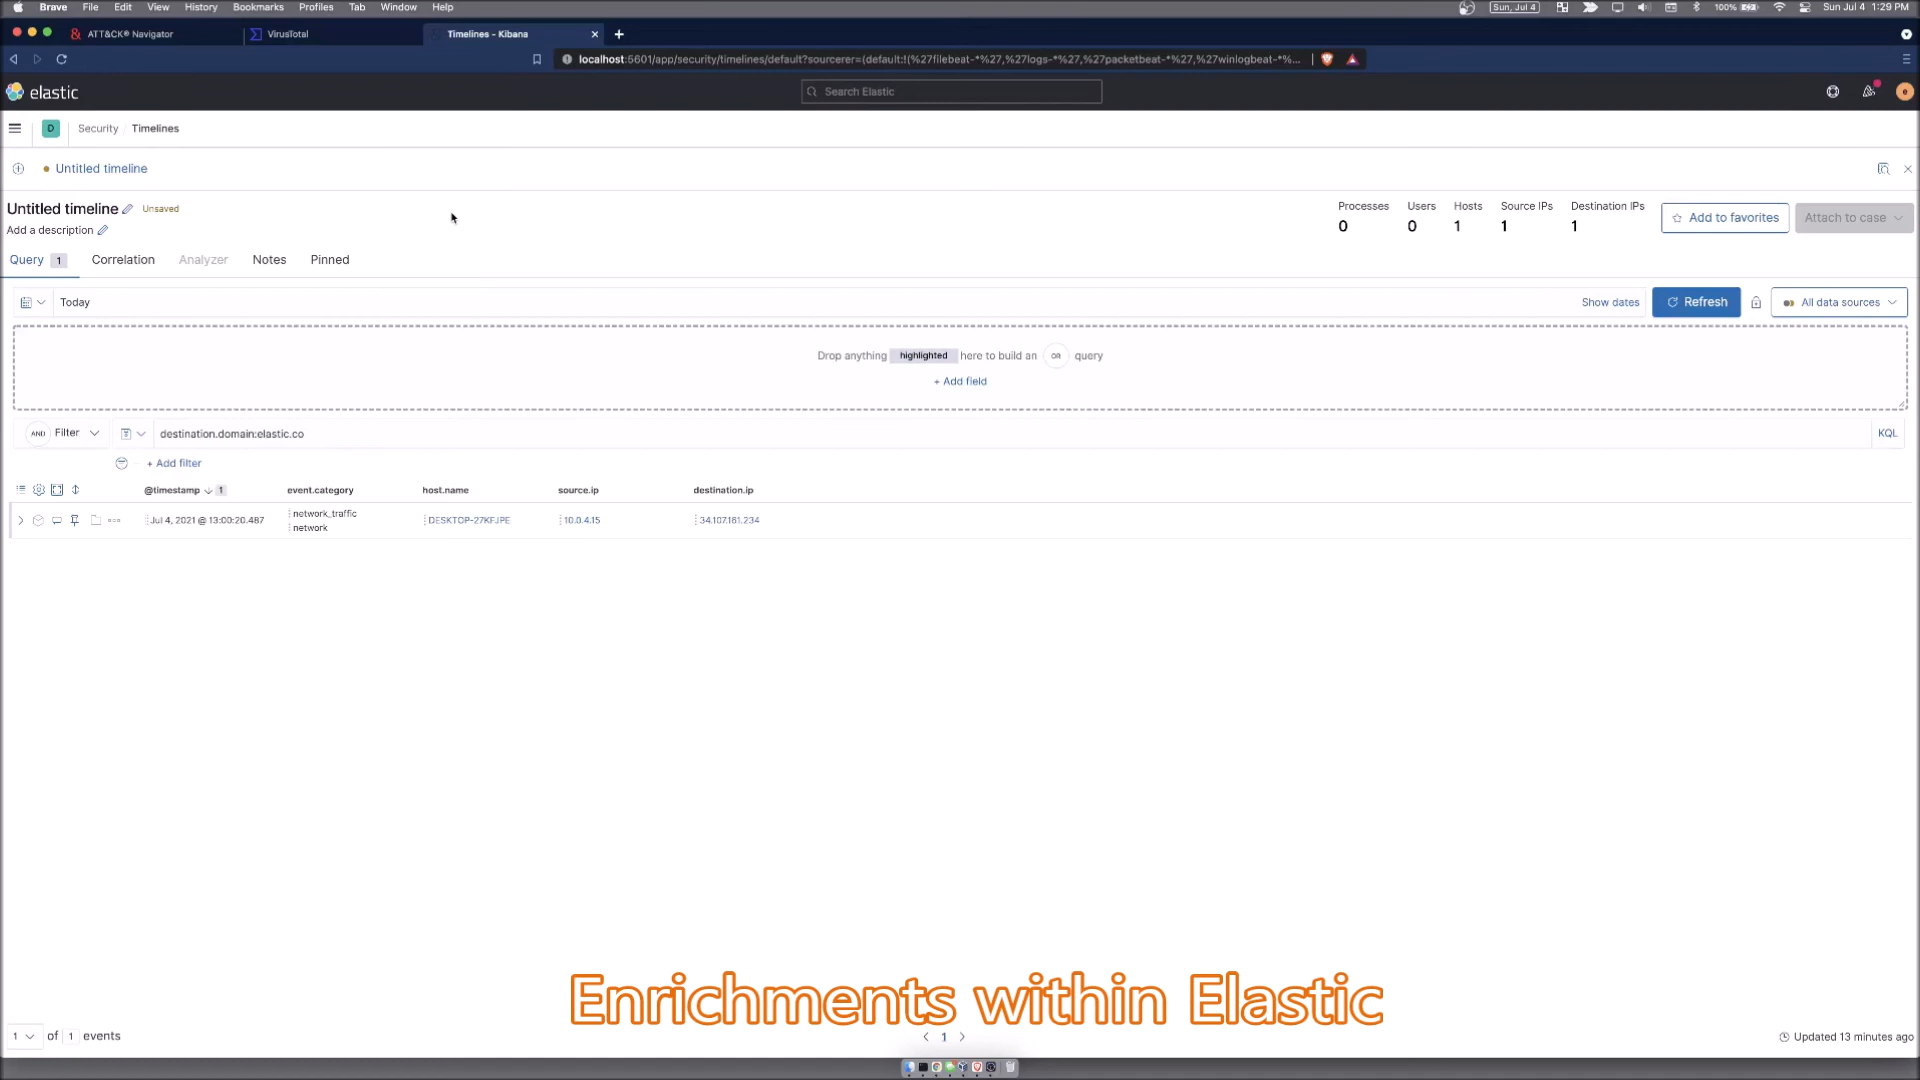 Brave File Edit View History Bookmarks Profiles Tab Window Help Sun, Jul 4 100% Sun Jul 4 1:29 PM
ATT&CK® Navigator VirusTotal Timelines - Kibana
localhost:5601/app/security/timelines/default?sourcerer=(default:!(%27filebeat-*%27,%27logs-*%27,%27packetbeat-*%27,%27winlogbeat-*%...
elastic Search Elastic e
D Security / Timelines
Untitled timeline
Untitled timeline Unsaved
Add a description
Processes Users Hosts Source IPs Destination IPs
0 0 1 1 1
Add to favorites Attach to case
Query 1 Correlation Analyzer Notes Pinned
Today Show dates Refresh All data sources
Drop anything highlighted here to build an OR query
+ Add field
AND Filter destination.domain:elastic.co KQL
+ Add filter
@timestamp 1 event.category host.name source.ip destination.ip
Jul 4, 2021 @ 13:00:20.487 network_traffic DESKTOP-27KFJPE 10.0.4.15 34.107.161.234
network
Enrichments within Elastic
1 of 1 events < 1 > Updated 13 minutes ago